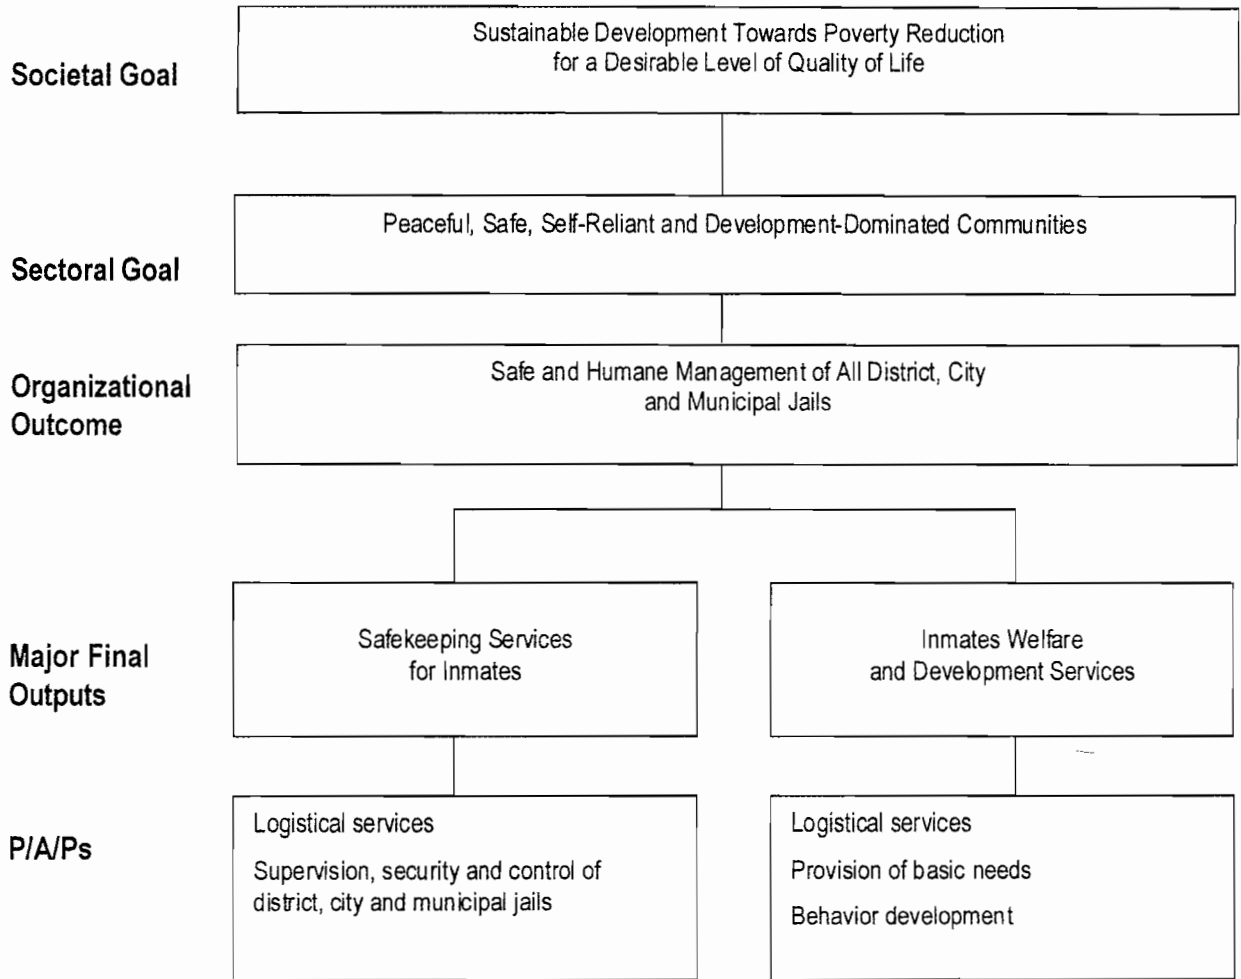 Societal Goal
Sustainable Development Towards Poverty Reduction
for a Desirable Level of Quality of Life
Sectoral Goal
Peaceful, Safe, Self-Reliant and Development-Dominated Communities
Organizational
Outcome
Safe and Humane Management of All District, City
and Municipal Jails
Major Final
Outputs
Safekeeping Services
for Inmates
Inmates Welfare
and Development Services
P/A/Ps
Logistical services
Supervision, security and control of
district, city and municipal jails
Logistical services
Provision of basic needs
Behavior development